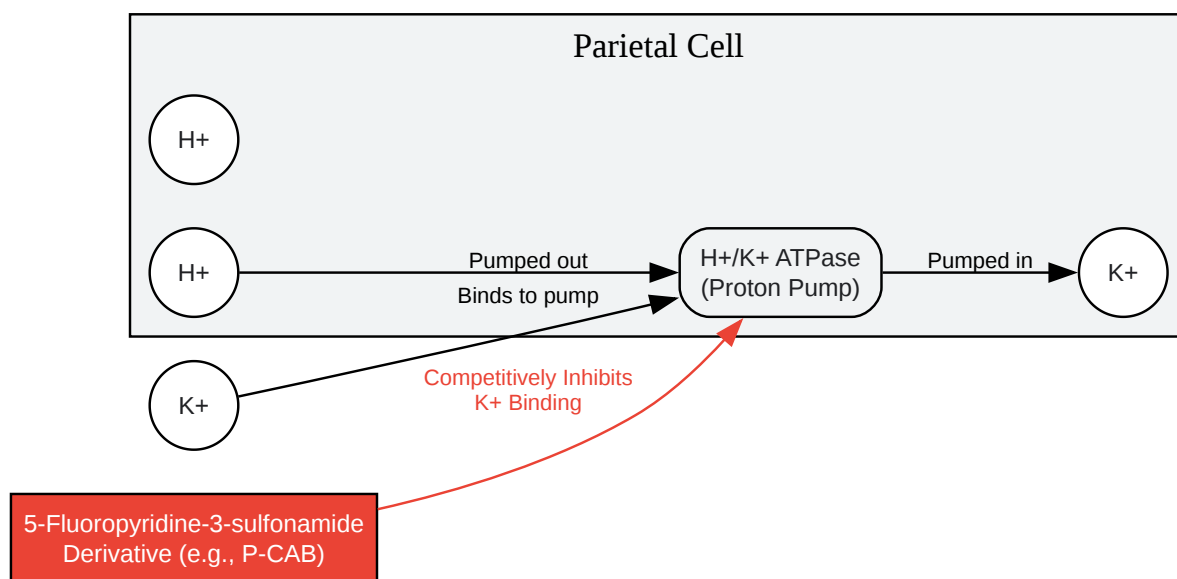 Parietal Cell
H+
H+
Pumped out
Binds to pump
H+/K+ ATPase
(Proton Pump)
Pumped in
K+
K+
Competitively Inhibits
K+ Binding
5-Fluoropyridine-3-sulfonamide
Derivative (e.g., P-CAB)